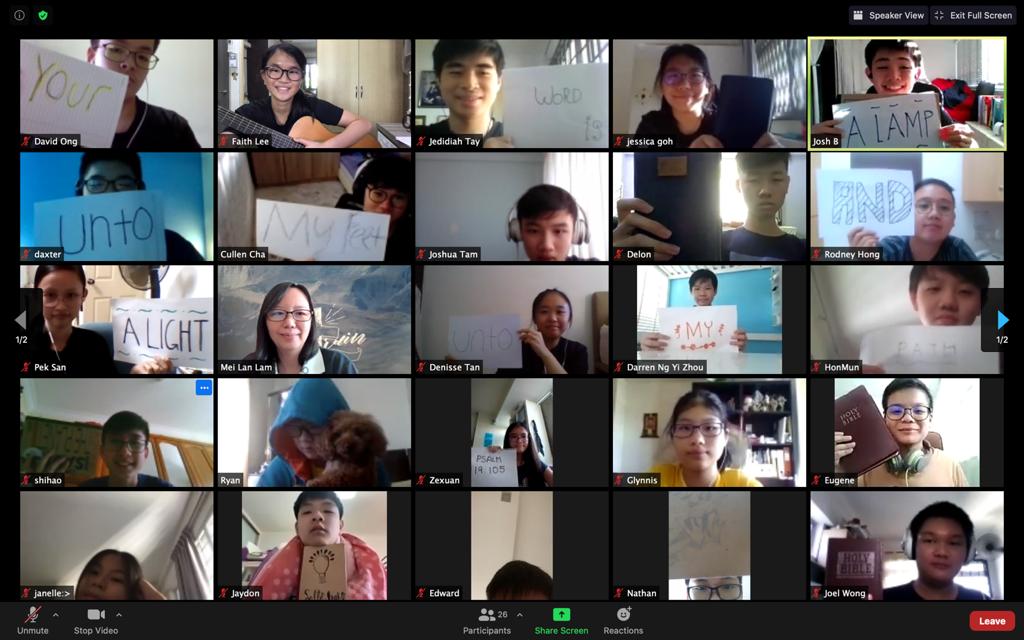 Speaker View
Exit Full Screen
YOUR
David Ong
Faith Lee
WORD
is
Jedidiah Tay
jessica goh
A LAMP
Josh B
unto
daxter
My Feet
Cullen Cha
Joshua Tam
Delon
AND
Rodney Hong
1/2
A LIGHT
Pek San
Mei Lan Lam
unto
Denisse Tan
MY
Darren Ng Yi Zhou
PATH
HonMun
1/2
shihao
Ryan
PSALM
19:105
Zexuan
Glynnis
HOLY
BIBLE
Eugene
janelle:>
Jaydon
Edward
Nathan
HOLY
BIBLE
Joel Wong
Unmute
Stop Video
Participants
26
Share Screen
Reactions
Leave